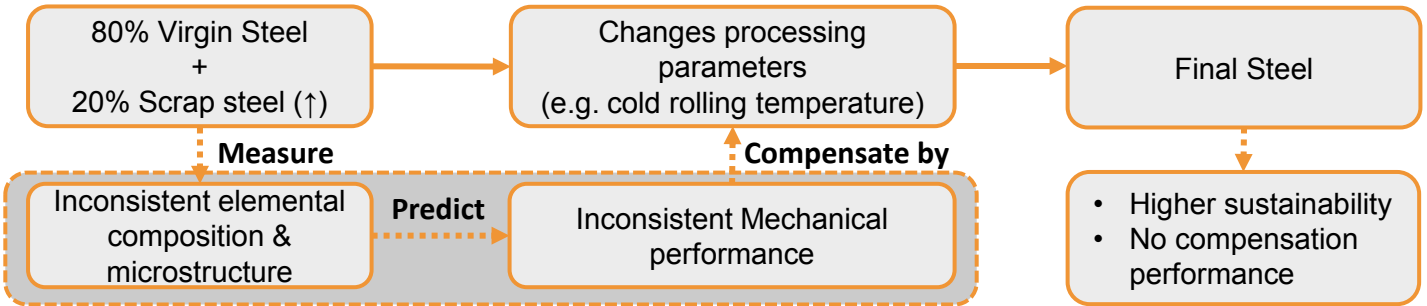 80% Virgin Steel
+
20% Scrap steel (↑)
Changes processing
parameters
(e.g. cold rolling temperature)
Final Steel
Measure
Compensate by
Inconsistent elemental
composition &
microstructure
Predict
Inconsistent Mechanical
performance
• Higher sustainability
• No compensation
performance